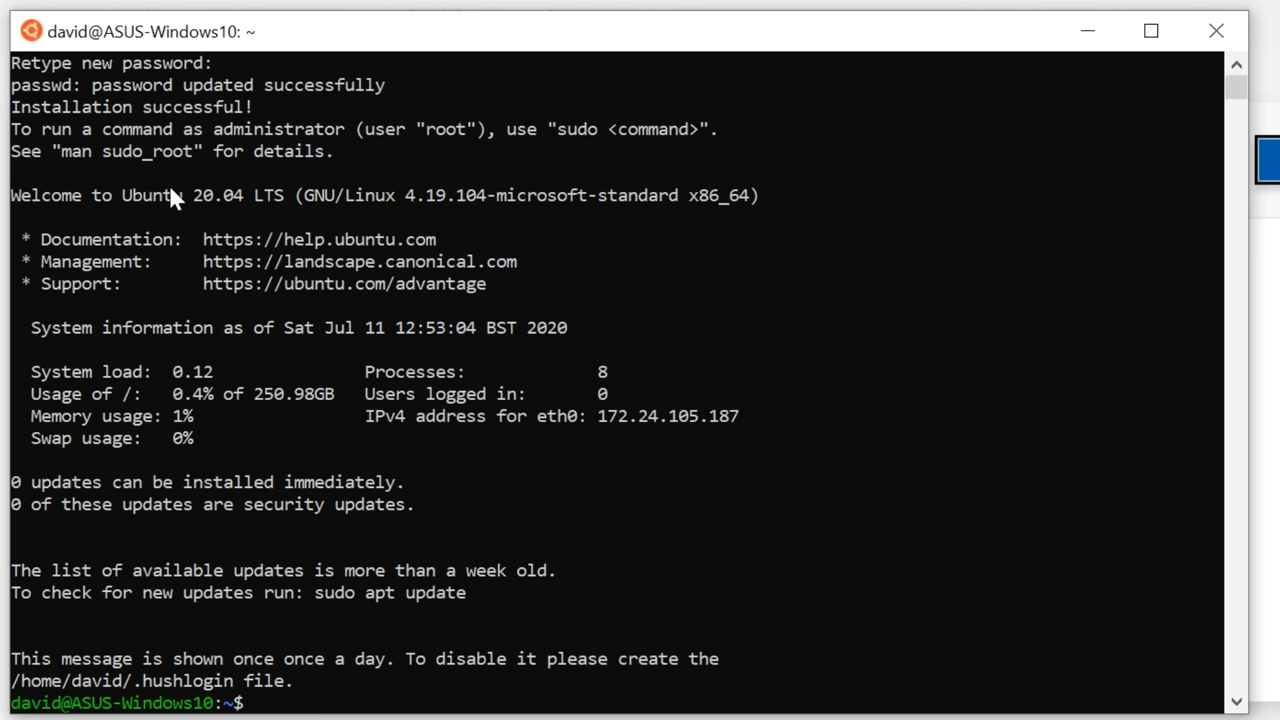 david@ASUS-Windows10: ~
Retype new password:
passwd: password updated successfully
Installation successful!
To run a command as administrator (user "root"), use "sudo <command>".
See "man sudo_root" for details.
Welcome to Ubuntu 20.04 LTS (GNU/Linux 4.19.104-microsoft-standard x86_64)
* Documentation:  https://help.ubuntu.com
* Management:     https://landscape.canonical.com
* Support:        https://ubuntu.com/advantage
System information as of Sat Jul 11 12:53:04 BST 2020
System load:  0.12               Processes:             8
Usage of /:   0.4% of 250.98GB   Users logged in:       0
Memory usage: 1%                 IPv4 address for eth0: 172.24.105.187
Swap usage:   0%
0 updates can be installed immediately.
0 of these updates are security updates.
The list of available updates is more than a week old.
To check for new updates run: sudo apt update
This message is shown once once a day. To disable it please create the
/home/david/.hushlogin file.
david@ASUS-Windows10:~$